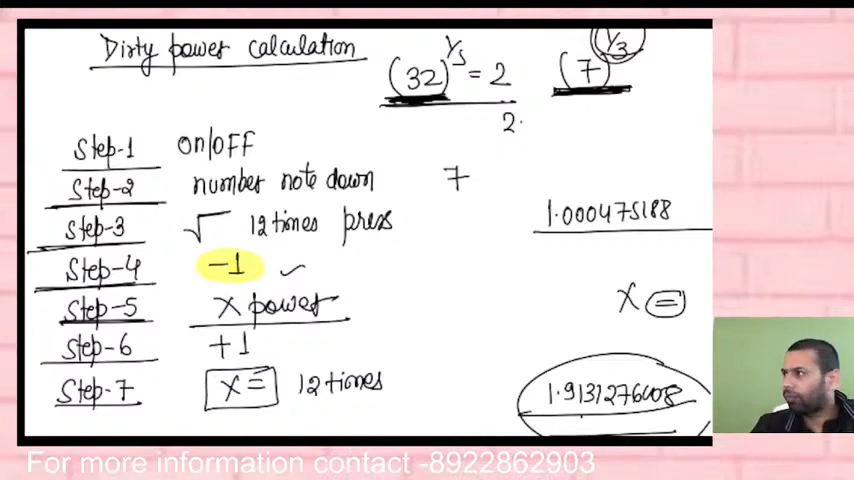 Dirty power calculation
(32)^1/5 = 2
(7)^1/3
2.
Step-1 on/OFF
Step-2 number note down 7
Step-3 √ 12 times press
1.000475188
Step-4 -1 ✓
Step-5 X power
X =
Step-6 +1
Step-7 X = 12 times
1.9131276008
For more information contact -8922862903